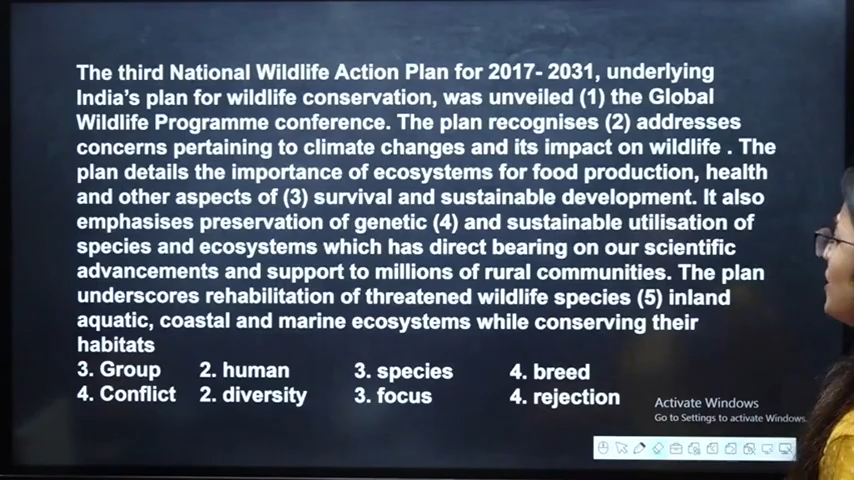 The third National Wildlife Action Plan for 2017- 2031, underlying
India's plan for wildlife conservation, was unveiled (1) the Global
Wildlife Programme conference. The plan recognises (2) addresses
concerns pertaining to climate changes and its impact on wildlife . The
plan details the importance of ecosystems for food production, health
and other aspects of (3) survival and sustainable development. It also
emphasises preservation of genetic (4) and sustainable utilisation of
species and ecosystems which has direct bearing on our scientific
advancements and support to millions of rural communities. The plan
underscores rehabilitation of threatened wildlife species (5) inland
aquatic, coastal and marine ecosystems while conserving their
habitats
3. Group 2. human 3. species 4. breed
4. Conflict 2. diversity 3. focus 4. rejection
Activate Windows
Go to Settings to activate Windows.